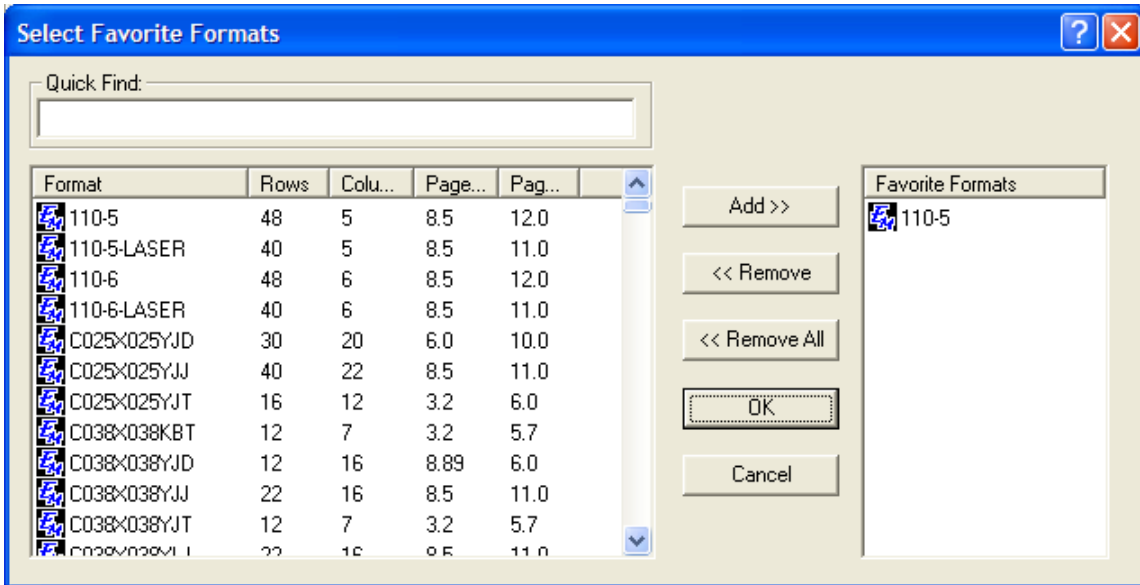 Select Favorite Formats
Quick Find:
Format Rows Colu... Page... Pag...
110-5 48 5 8.5 12.0
110-5-LASER 40 5 8.5 11.0
110-6 48 6 8.5 12.0
110-6-LASER 40 6 8.5 11.0
C025X025YJD 30 20 6.0 10.0
C025X025YJJ 40 22 8.5 11.0
C025X025YJT 16 12 3.2 6.0
C038X038KBT 12 7 3.2 5.7
C038X038YJD 12 16 8.89 6.0
C038X038YJJ 22 16 8.5 11.0
C038X038YJT 12 7 3.2 5.7
Add >>
<< Remove
<< Remove All
OK
Cancel
Favorite Formats
110-5